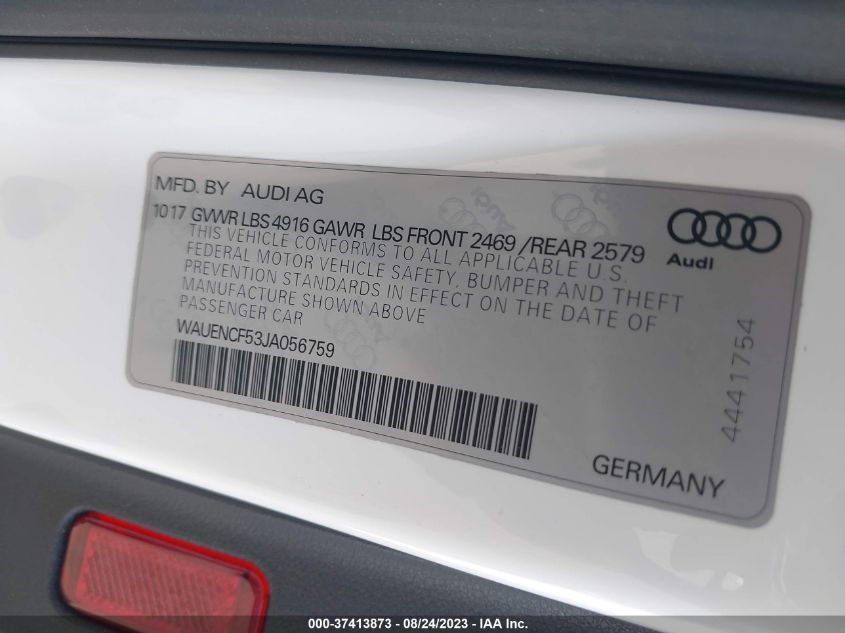 MFD. BY AUDI AG
1017 GVWR LBS 4916 GAWR LBS FRONT 2469 /REAR 2579
THIS VEHICLE CONFORMS TO ALL APPLICABLE U.S.
FEDERAL MOTOR VEHICLE SAFETY, BUMPER AND THEFT
PREVENTION STANDARDS IN EFFECT ON THE DATE OF
MANUFACTURE SHOWN ABOVE
PASSENGER CAR
WAUENCF53JA056759
Audi
4441754
GERMANY
000-37413873 - 08/24/2023 - IAA Inc.